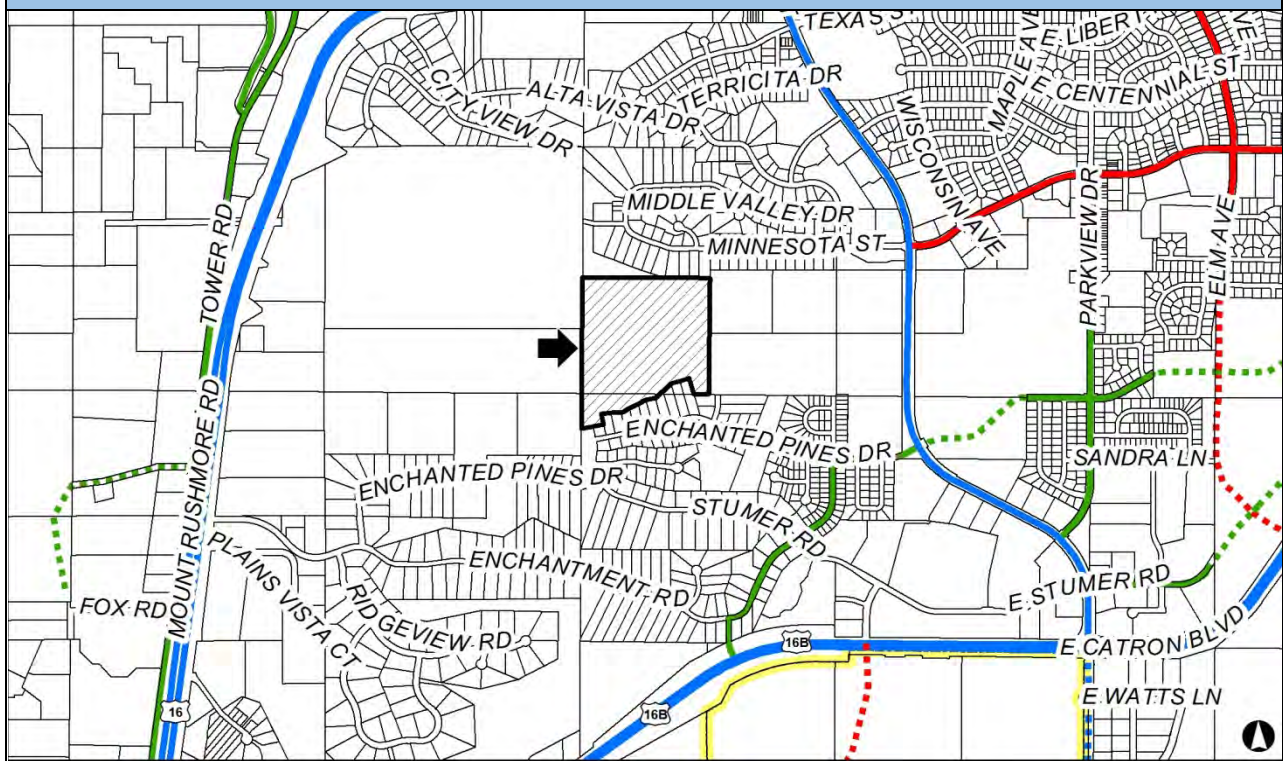 TEXAS ST
E LIBERT
MAPLE AVE
E CENTENNIAL ST
AVE
CITY VIEW DR
ALTA VISTA DR
TERRICITA DR
WISCONSIN AVE
TOWER RD
MIDDLE VALLEY DR
MINNESOTA ST
PARKVIEW DR
ELM AVE
MOUNT RUSHMORE RD
ENCHANTED PINES DR
ENCHANTED PINES DR
SANDRA LN
STUMER RD
PLAINS VISTA CT
ENCHANTMENT RD
RIDGEVIEW RD
FOX RD
E STUMER RD
E CATRON BLVD
16B
E WATTS LN
16
16B